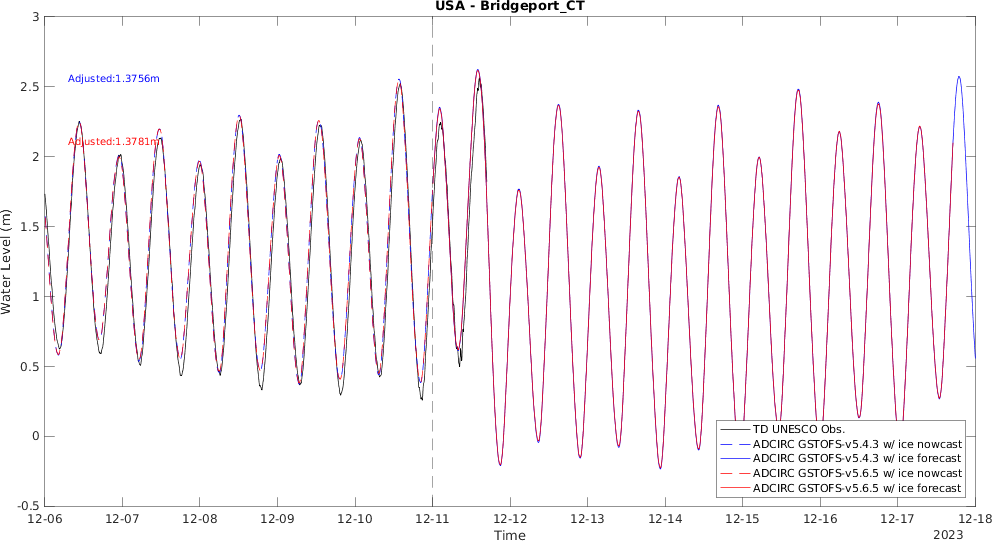 USA - Bridgeport_CT
3
2.5
2
1.5
1
0.5
0
-0.5
Water Level (m)
Adjusted:1.3756m
Adjusted:1.3781m
TD UNESCO Obs.
ADCIRC GSTOFS-v5.4.3 w/ ice nowcast
ADCIRC GSTOFS-v5.4.3 w/ ice forecast
ADCIRC GSTOFS-v5.6.5 w/ ice nowcast
ADCIRC GSTOFS-v5.6.5 w/ ice forecast
12-06 12-07 12-08 12-09 12-10 12-11 12-12 12-13 12-14 12-15 12-16 12-17 12-18
Time
2023